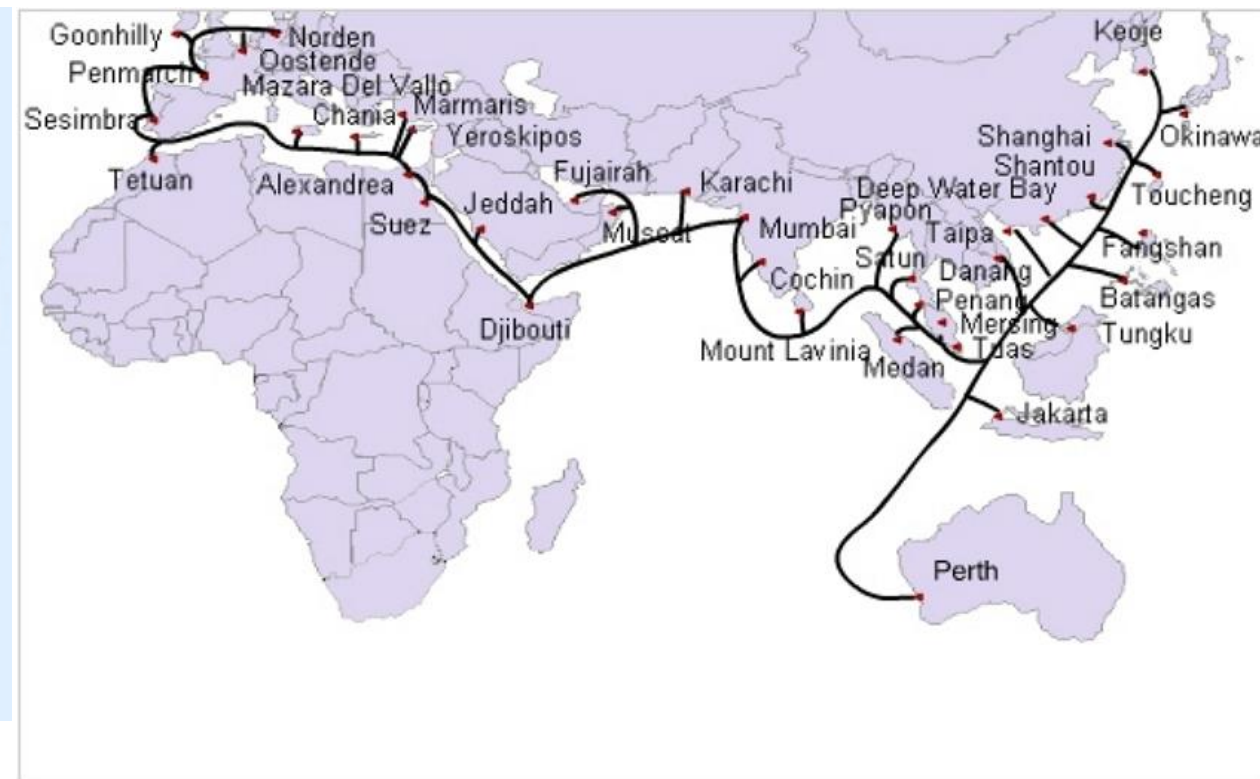 Goonhilly
Norden
Oostende
Penmarch
Mazara Del Vallo
Sesimbra
Chania
Marmaris
Yeroskipos
Tetuan
Alexandrea
Suez
Jeddah
Fujairah
Muscat
Karachi
Djibouti
Mumbai
Cochin
Mount Lavinia
Keoje
Okinawa
Shanghai
Shantou
Toucheng
Deep Water Bay
Pyapon
Taipa
Fangshan
Satun
Danang
Batangas
Penang
Mersing
Tungku
Tuas
Medan
Jakarta
Perth